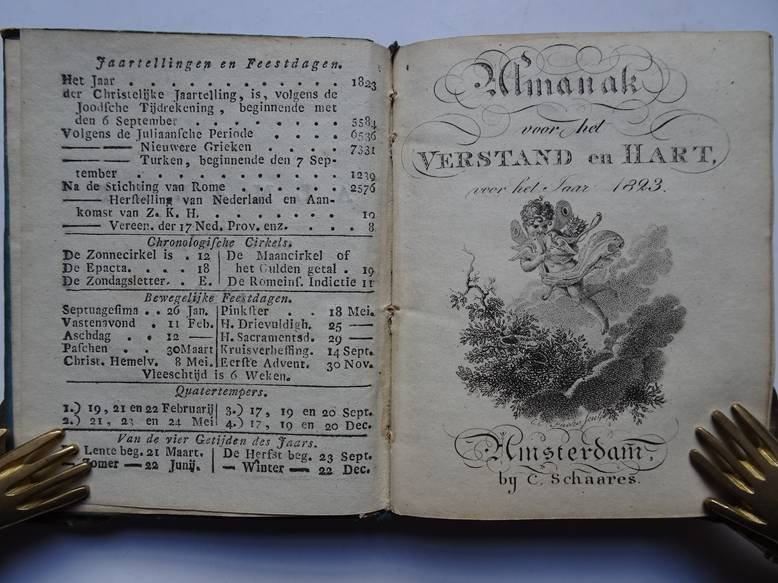 Jaartellingen en Feestdagen.
Het Jaar . . . . . . . . . . . 1823
der Christelijke Jaartelling, is, volgens de
Joodſche Tijdrekening, beginnende met
den 6 September . . . . . . . . 5584
Volgens de Juliaanſche Periode . . . . 6536
—— —— Nieuwere Grieken . . . . 7331
—— —— Turken, beginnende den 7 Sep-
tember . . . . . . . . . . . 1239
Na de Stichting van Rome . . . . . 2576
—— Herſtelling van Nederland en Aan-
komst van Z. K. H. . . . . . . . 10
—— Vereen. der 17 Ned. Prov. enz. . . . 8
Chronologiſche Cirkels.
De Zonnecirkel is . 12 | De Maancirkel of
De Epacta. . . . 18 | het Gulden getal . 19
De Zondagsletter . E. | De Romeinſ. Indictie 11
Bewegelijke Feestdagen.
Septuageſima . . 26 Jan. | Pinkſter . . 18 Mei.
Vastenavond . 11 Feb. | H. Drievuldigh. 25 ——
Aschdag . . 12 — | H. Sacramentsd. 29 —
Paſchen . . 30 Maart | Kruisverheffing. 14 Sept.
Christ. Hemelv. 8 Mei. | Eerſte Advent. 30 Nov.
Vleeschtijd is 6 Weken.
Quatertempers.
1.) 19, 21 en 22 Februarij | 3.) 17, 19 en 20 Sept.
2.) 21, 23 en 24 Mei | 4.) 17, 19 en 20 Dec.
Van de vier Getijden des Jaars.
— Lente beg. 21 Maart. | De Herfst beg. 23 Sept.
— Zomer — 22 Junij. | — Winter — 22 Dec.
Almanak
voor het
VERSTAND en HART,
voor het Jaar 1823.
sculp.
Amsterdam,
by C. Schaares.